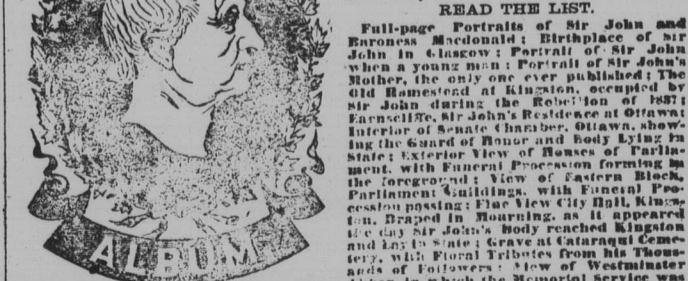 READ THE LIST.
Full-page Portraits of Sir John and
Baroness Macdonald; Birthplace of Sir
John in Glasgow; Portrait of Sir John
when a young man; Portrait of Sir John's
Mother, the only one ever published; The
Old Homestead at Kingston, occupied by
Sir John during the Rebellion of 1837;
Earnscliffe, Sir John's Residence at Ottawa;
Interior of Senate Chamber, Ottawa, show-
ing the Guard of Honor and Body Lying in
State; Exterior View of Houses of Parlia-
ment, with Funeral Procession forming in
the foreground; View of Eastern Block,
Parliament Buildings, with Funeral Pro-
cession passing; Fine View City Hall, Kings-
ton, Draped in Mourning, as it appeared
the day Sir John's Body reached Kingston
and Lay in State; Grave at Cataraqui Ceme-
tery, with Floral Tributes from his Thous-
ands of Followers; View of Westminster
in which the Memorial Service was
ALBUM